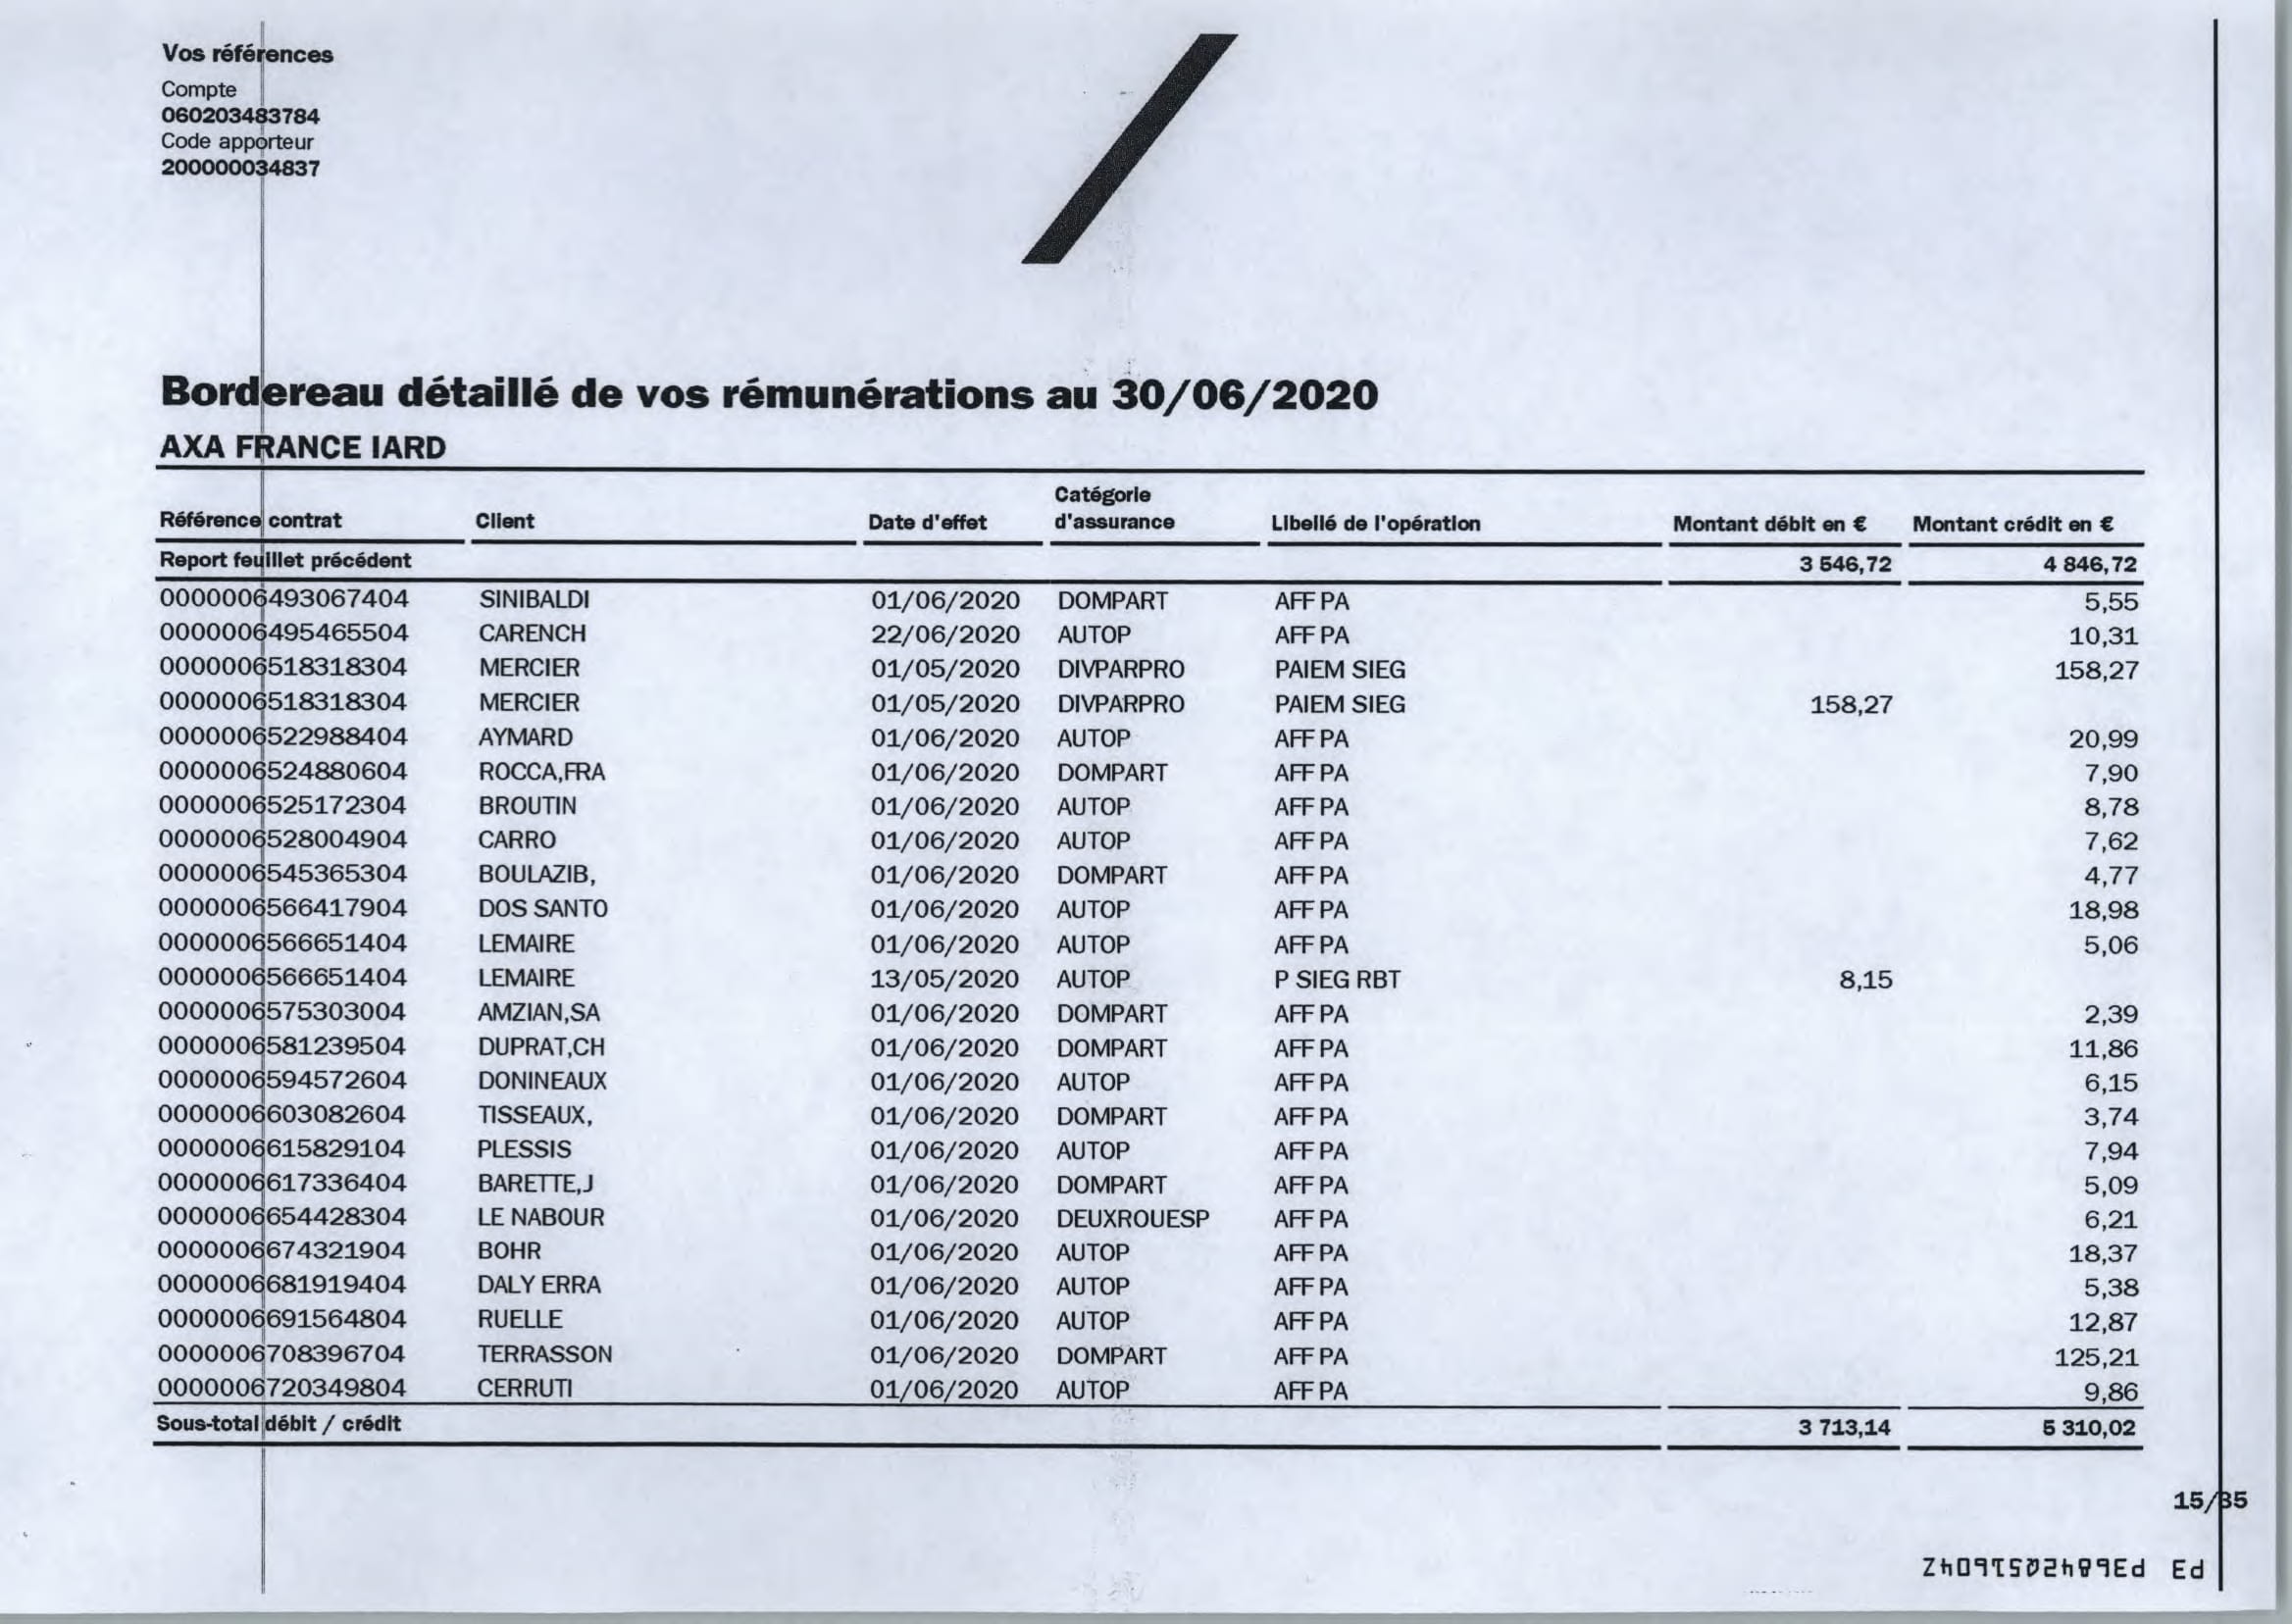 Vos références
Compte
060203483784
Code apporteur
200000034837
Bordereau détaillé de vos rémunérations au 30/06/2020
AXA FRANCE IARD
Référence contrat Client Date d'effet Catégorie d'assurance Libellé de l'opération Montant débit en € Montant crédit en €
Report feuillet précédent 3 546,72 4 846,72
0000006493067404 SINIBALDI 01/06/2020 DOMPART AFF PA 5,55
0000006495465504 CARENCH 22/06/2020 AUTOP AFF PA 10,31
0000006518318304 MERCIER 01/05/2020 DIVPARPRO PAIEM SIEG 158,27
0000006518318304 MERCIER 01/05/2020 DIVPARPRO PAIEM SIEG 158,27
0000006522988404 AYMARD 01/06/2020 AUTOP AFF PA 20,99
0000006524880604 ROCCA,FRA 01/06/2020 DOMPART AFF PA 7,90
0000006525172304 BROUTIN 01/06/2020 AUTOP AFF PA 8,78
0000006528004904 CARRO 01/06/2020 AUTOP AFF PA 7,62
0000006545365304 BOULAZIB, 01/06/2020 DOMPART AFF PA 4,77
0000006566417904 DOS SANTO 01/06/2020 AUTOP AFF PA 18,98
0000006566651404 LEMAIRE 01/06/2020 AUTOP AFF PA 5,06
0000006566651404 LEMAIRE 13/05/2020 AUTOP P SIEG RBT 8,15
0000006575303004 AMZIAN,SA 01/06/2020 DOMPART AFF PA 2,39
0000006581239504 DUPRAT,CH 01/06/2020 DOMPART AFF PA 11,86
0000006594572604 DONINEAUX 01/06/2020 AUTOP AFF PA 6,15
0000006603082604 TISSEAUX, 01/06/2020 DOMPART AFF PA 3,74
0000006615829104 PLESSIS 01/06/2020 AUTOP AFF PA 7,94
0000006617336404 BARETTE,J 01/06/2020 DOMPART AFF PA 5,09
0000006654428304 LE NABOUR 01/06/2020 DEUXROUESP AFF PA 6,21
0000006674321904 BOHR 01/06/2020 AUTOP AFF PA 18,37
0000006681919404 DALY ERRA 01/06/2020 AUTOP AFF PA 5,38
0000006691564804 RUELLE 01/06/2020 AUTOP AFF PA 12,87
0000006708396704 TERRASSON 01/06/2020 DOMPART AFF PA 125,21
0000006720349804 CERRUTI 01/06/2020 AUTOP AFF PA 9,86
Sous-total débit / crédit 3 713,14 5 310,02
15/35